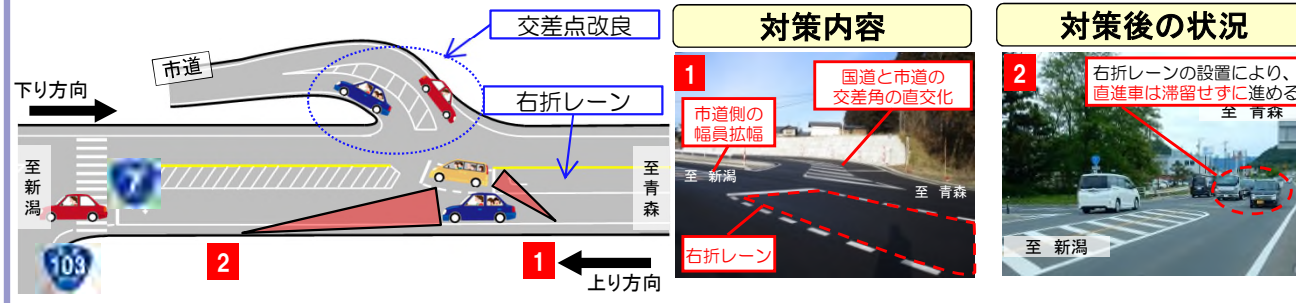 交差点改良
市道
下り方向
右折レーン
至新潟
7
至青森
103
2
1
上り方向
対策内容
1
国道と市道の
交差角の直交化
市道側の
幅員拡幅
至 新潟
至 青森
右折レーン
対策後の状況
2
右折レーンの設置により、
直進車は滞留せずに進める
至 青森
至 新潟